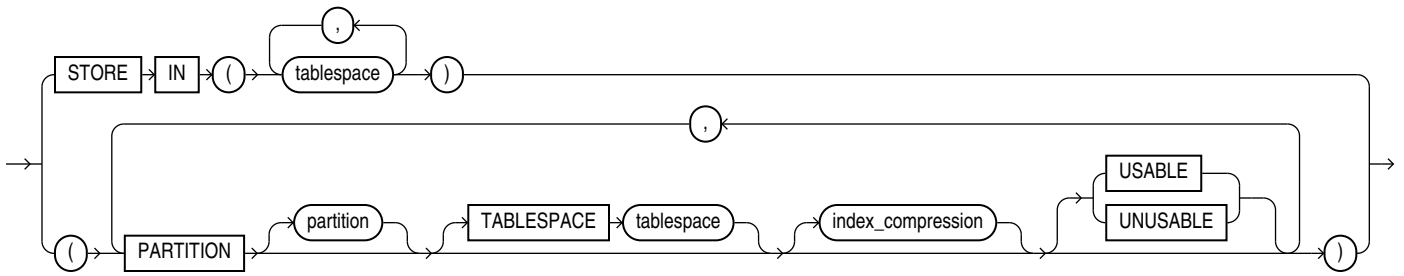 ,
STORE IN ( tablespace )
,
USABLE
partition TABLESPACE tablespace index_compression UNUSABLE
( PARTITION )